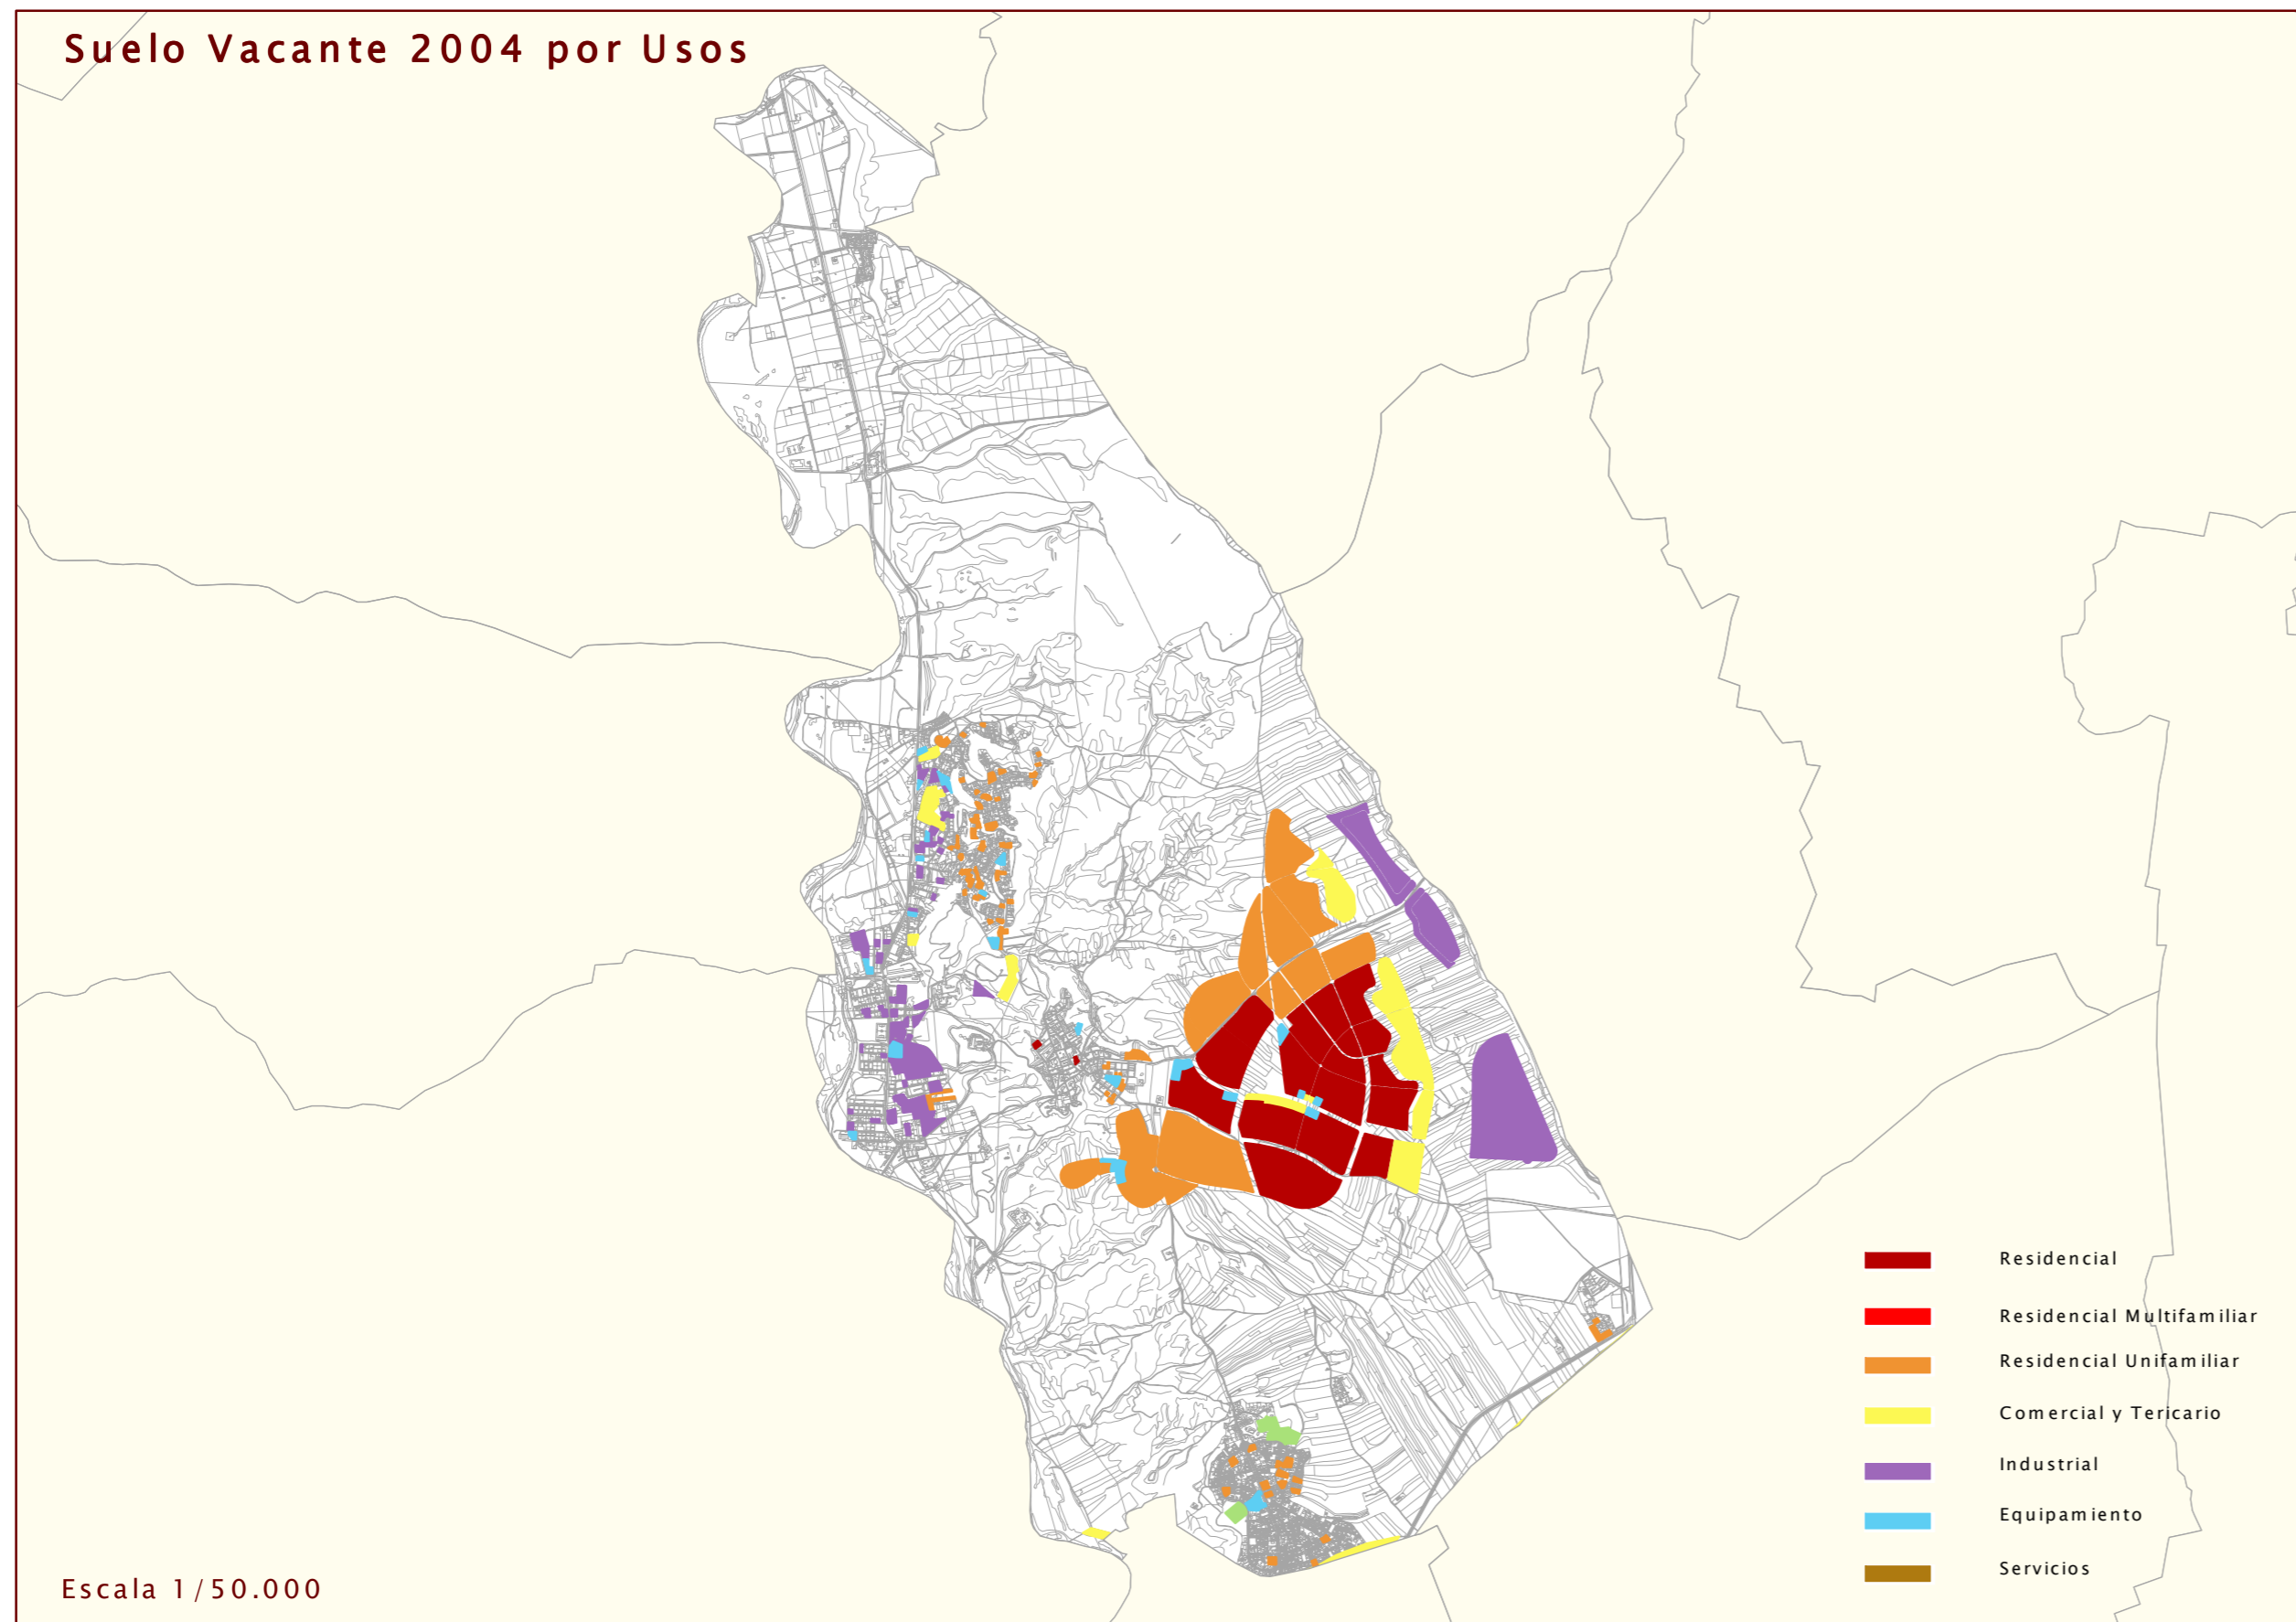 Suelo Vacante 2004 por Usos
Residencial
Residencial Multifamiliar
Residencial Unifamiliar
Comercial y Tericario
Industrial
Equipamiento
Servicios
Escala 1/50.000